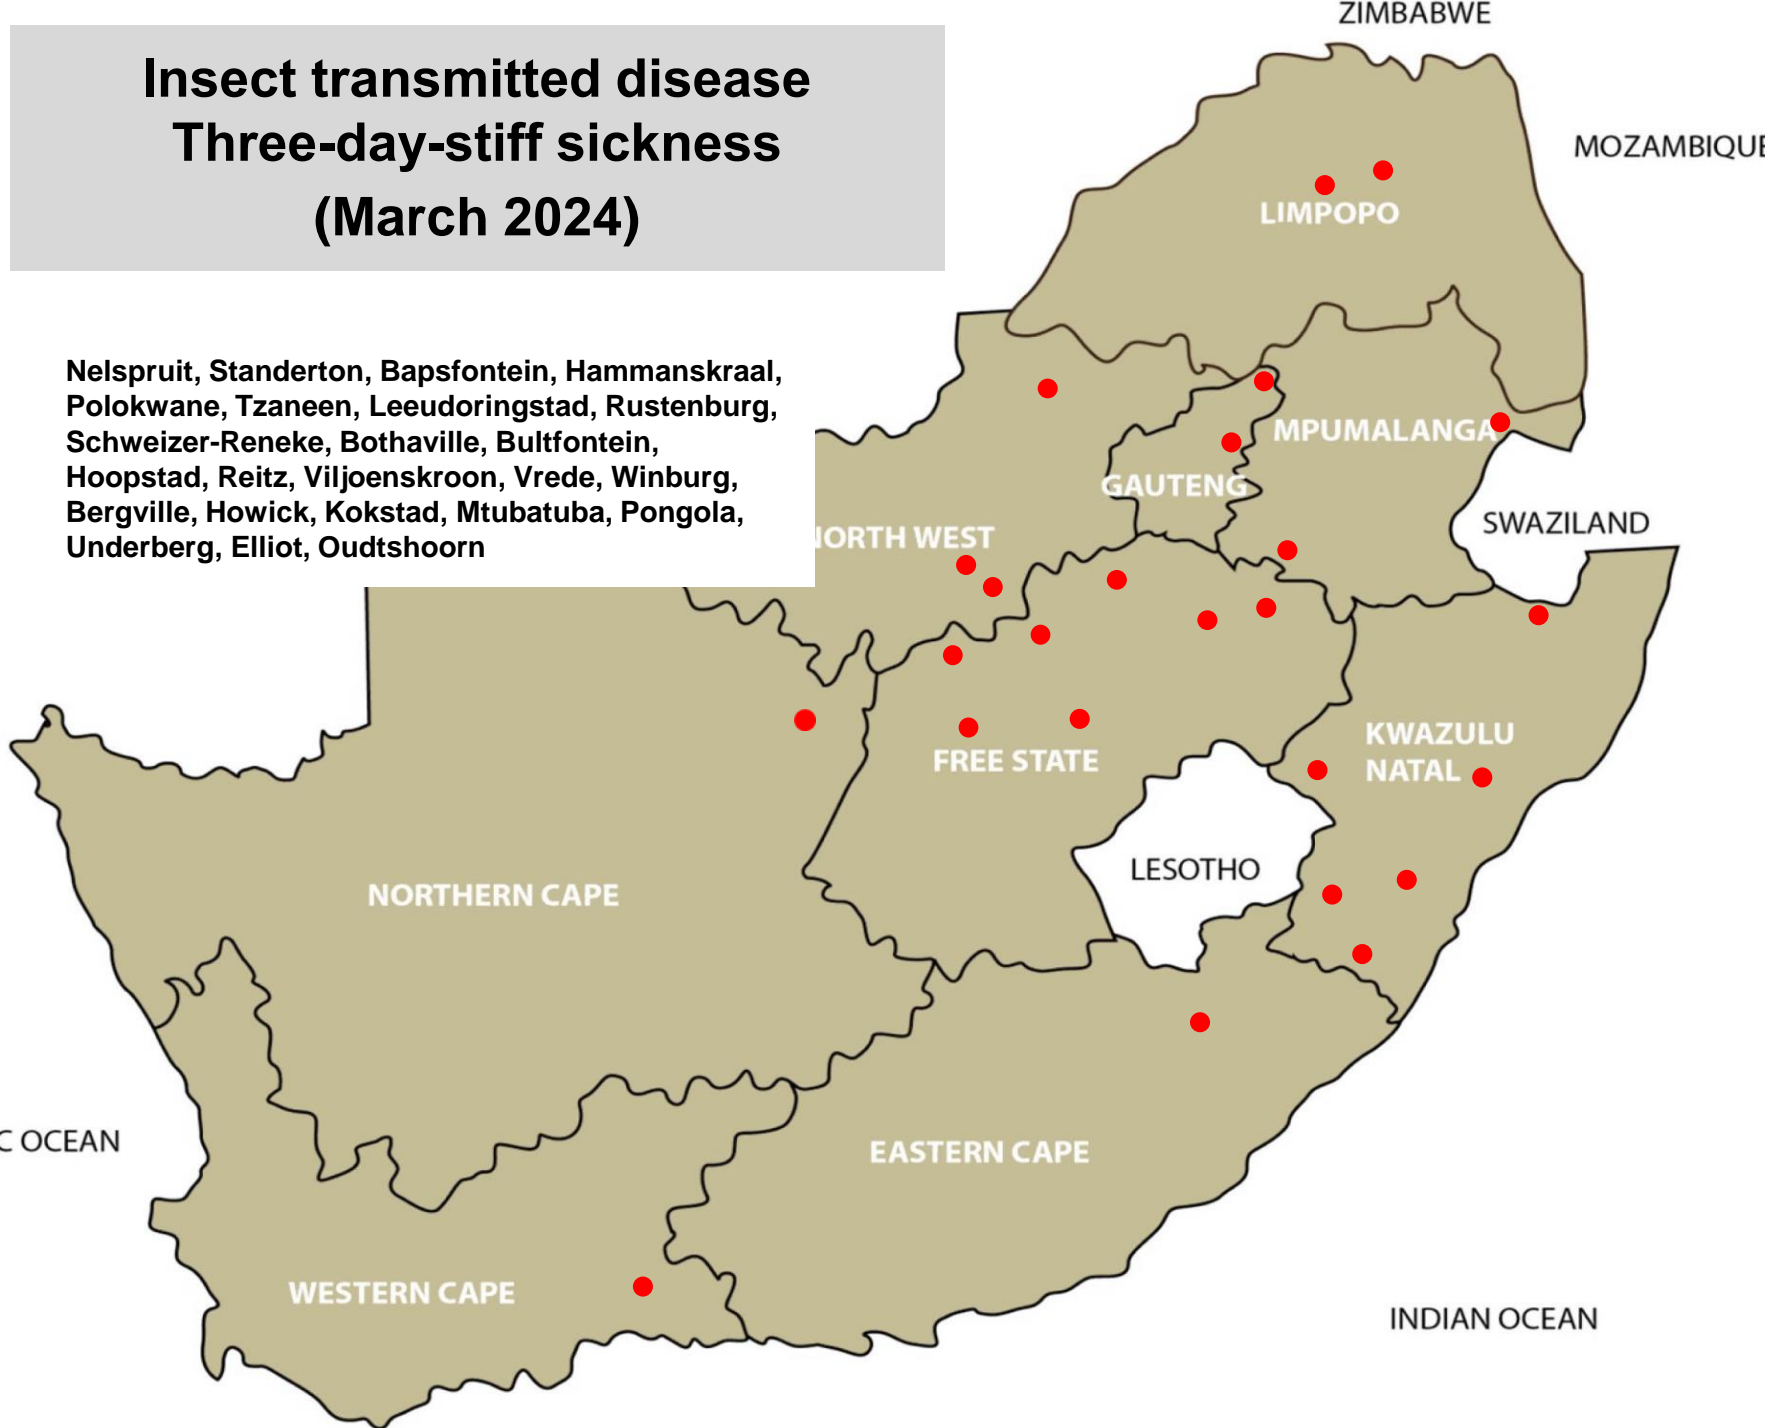 Insect transmitted disease
Three-day-stiff sickness
(March 2024)
Nelspruit, Standerton, Bapsfontein, Hammanskraal,
Polokwane, Tzaneen, Leeudoringstad, Rustenburg,
Schweizer-Reneke, Bothaville, Bultfontein,
Hoopstad, Reitz, Viljoenskroon, Vrede, Winburg,
Bergville, Howick, Kokstad, Mtubatuba, Pongola,
Underberg, Elliot, Oudtshoorn
ZIMBABWE
MOZAMBIQUE
LIMPOPO
MPUMALANGA
GAUTENG
SWAZILAND
NORTH WEST
KWAZULU
NATAL
FREE STATE
LESOTHO
NORTHERN CAPE
C OCEAN
EASTERN CAPE
WESTERN CAPE
INDIAN OCEAN